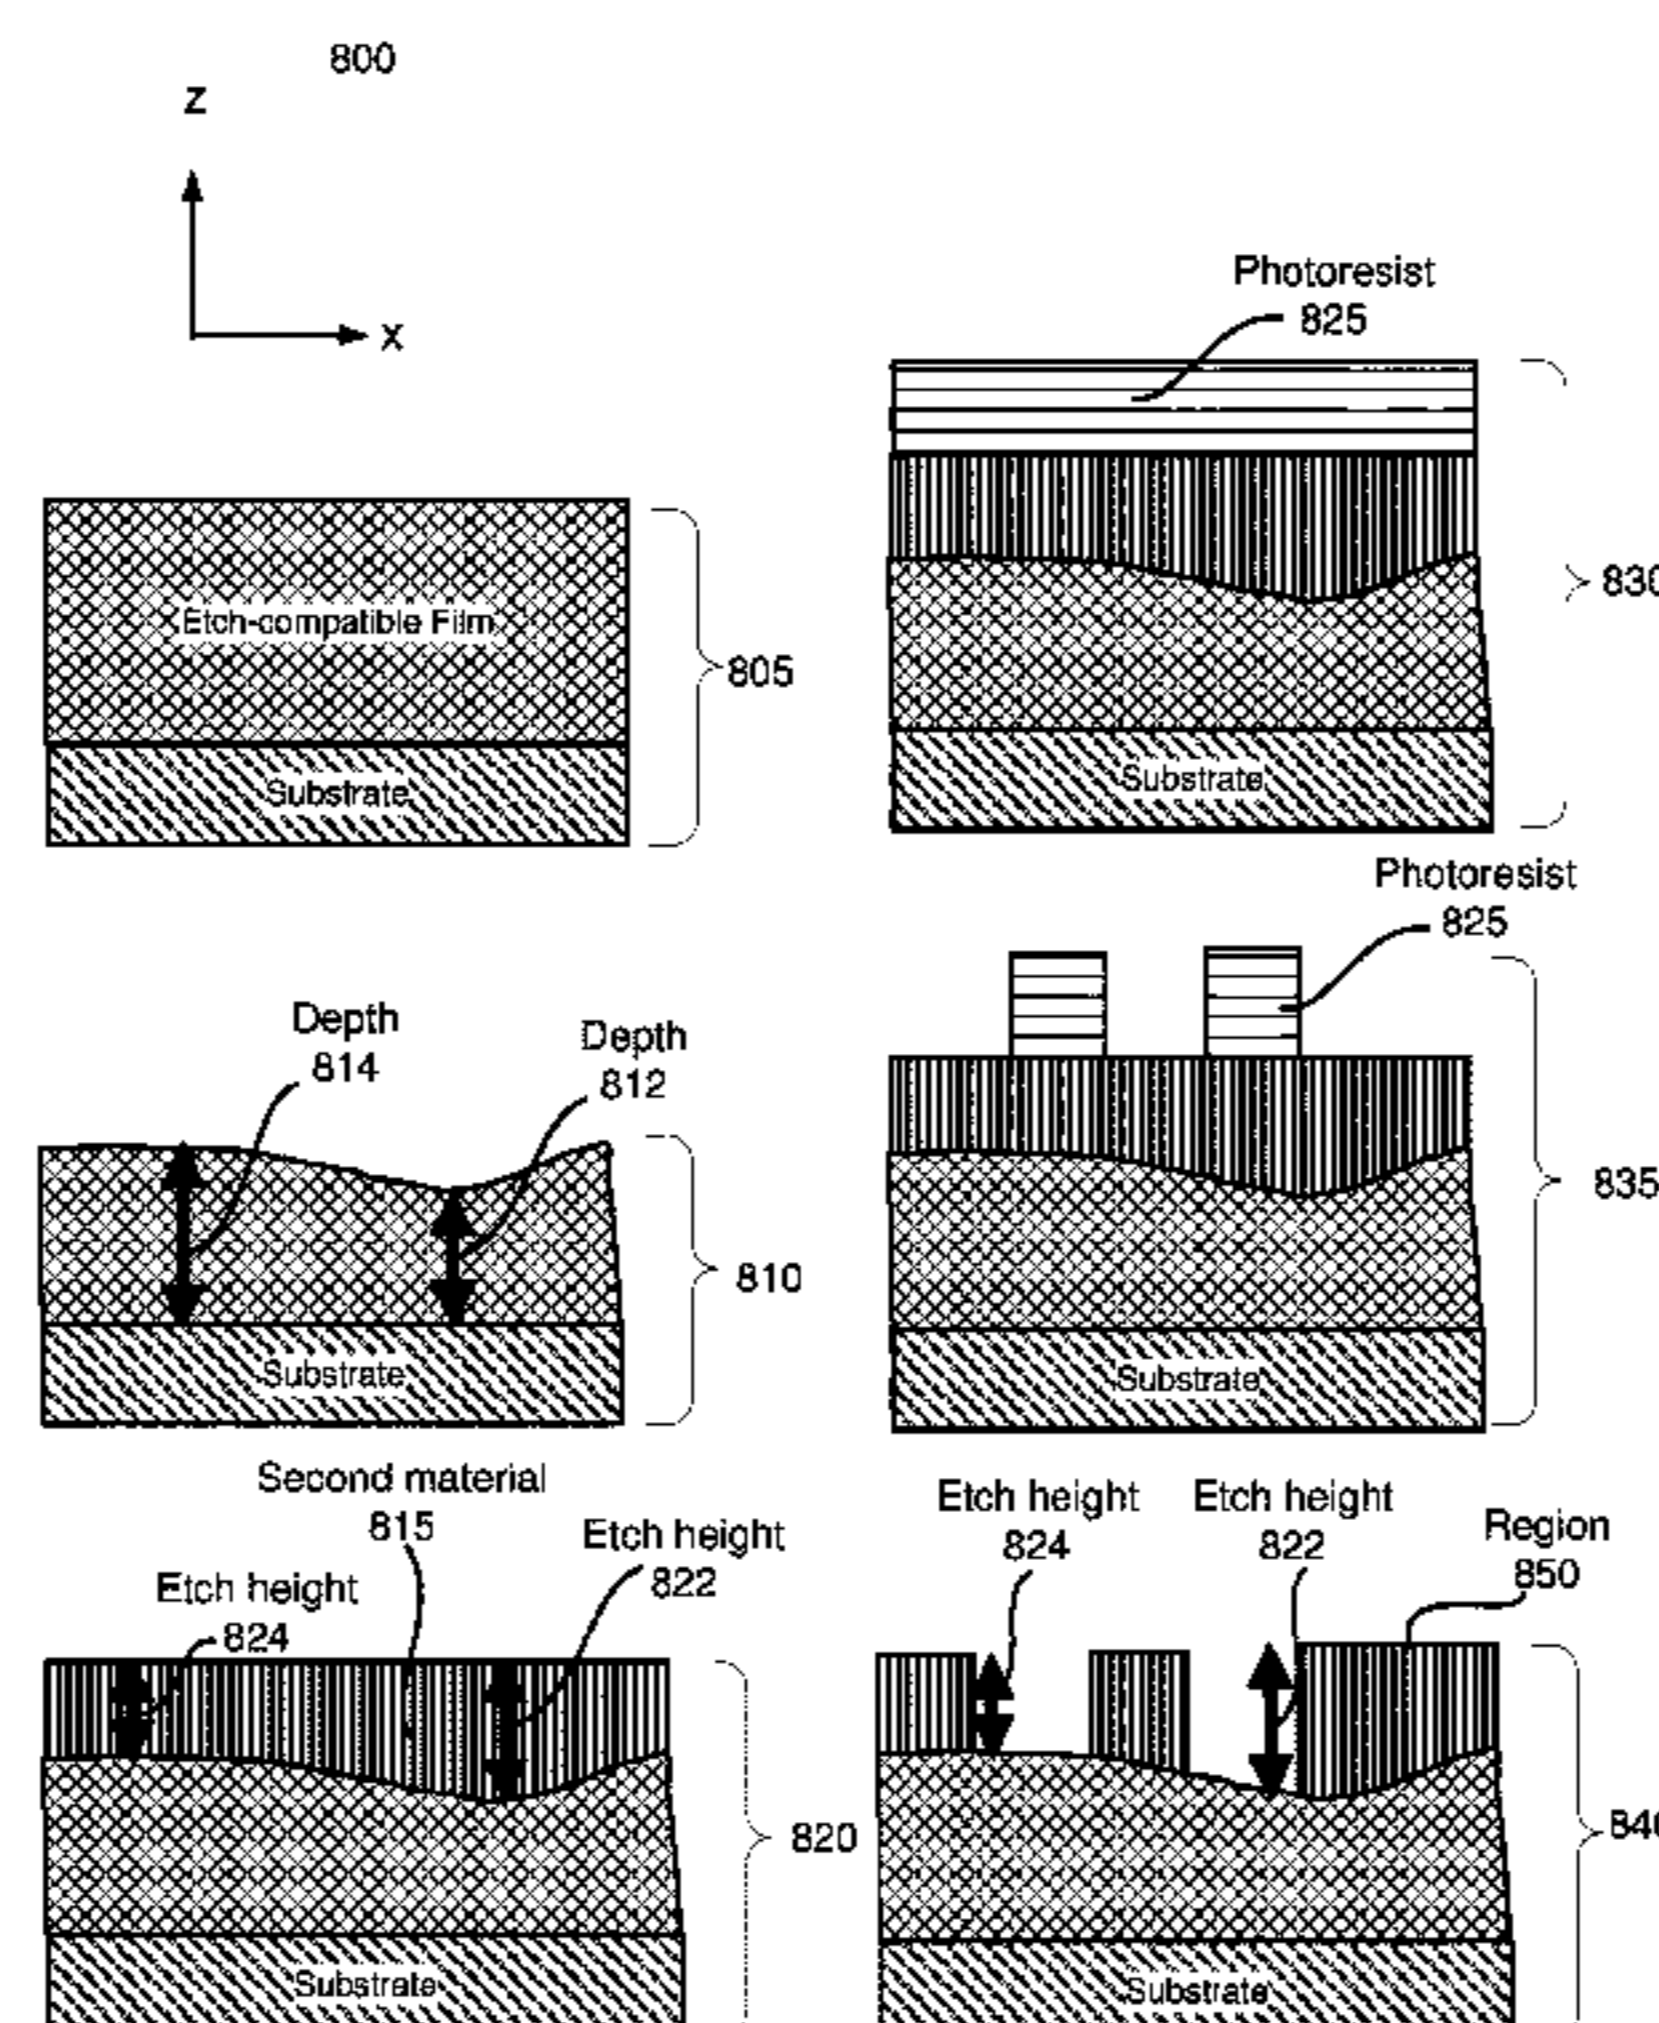 800
Z
X
Etch-compatible Film
Substrate
805
Depth
814
Depth
812
Substrate
810
Second material
815
Etch height
822
Etch height
824
Substrate
820
Photoresist
825
Substrate
830
Photoresist
825
Substrate
835
Etch height
824
Etch height
822
Region
850
Substrate
840